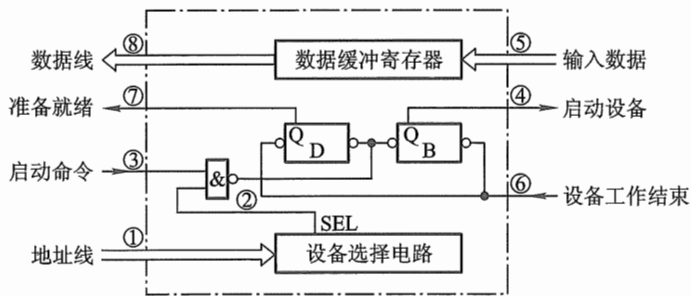 数据线 ⑧ 数据缓冲寄存器 ⑤ 输入数据
准备就绪 ⑦ ④ 启动设备
Q D Q B
启动命令 ③ &
② ⑥ 设备工作结束
SEL
地址线 ① 设备选择电路